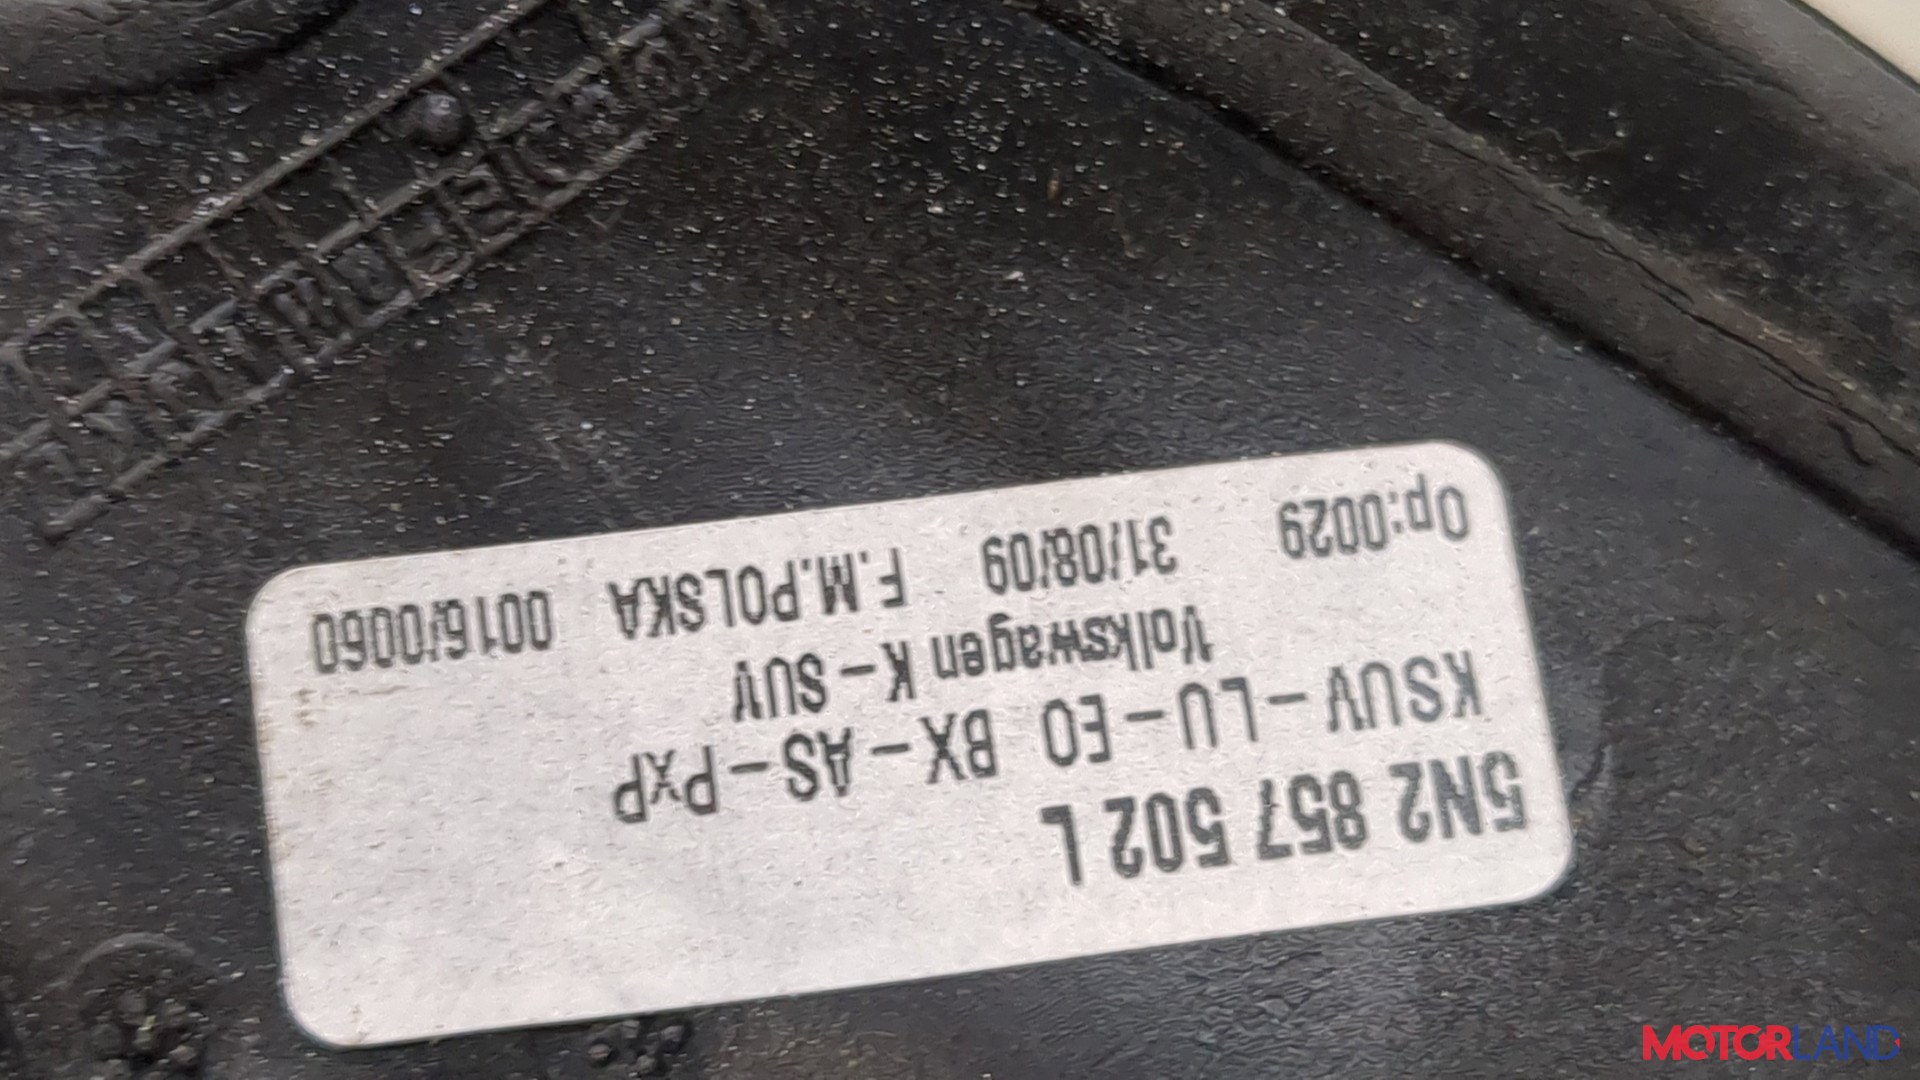 5N2 857 502 L
KSUV-LU-EO BX-AS-PxP
Volkswagen K-SUV
31/08/09 F.M.POLSKA 0016/0060
Op:0029
MOTORLAND